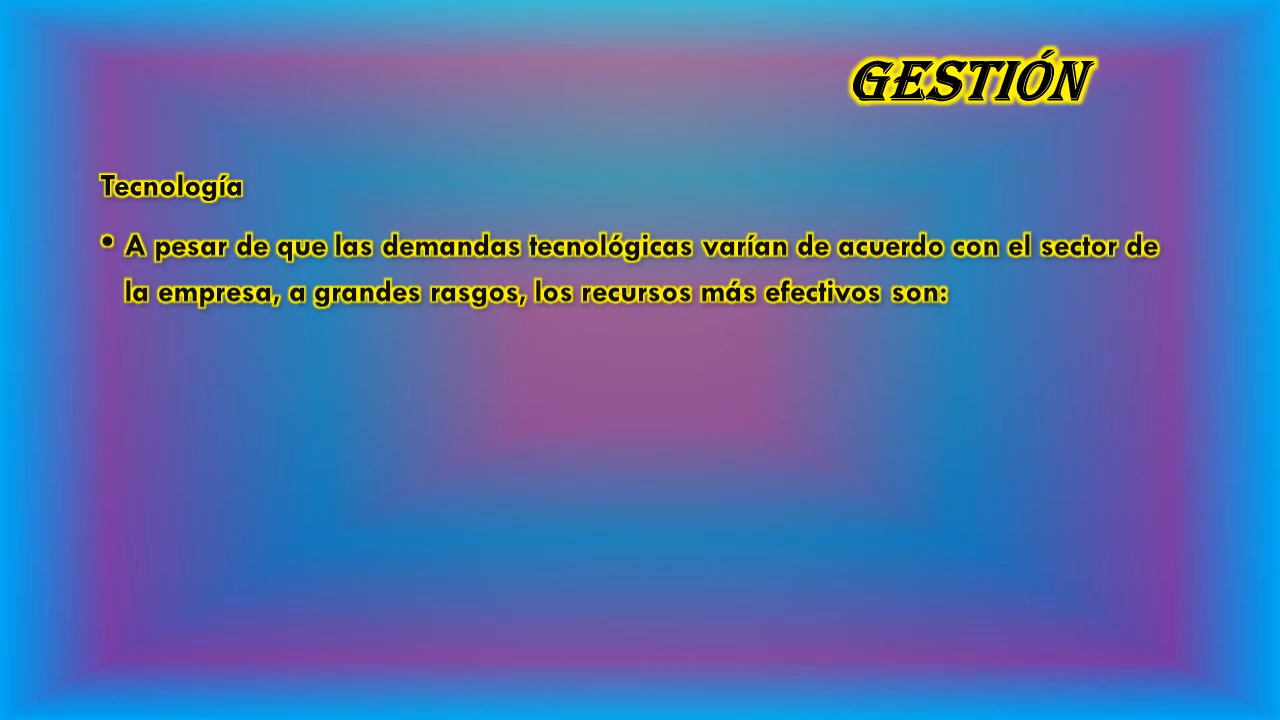 GESTIÓN
Tecnología
• A pesar de que las demandas tecnológicas varían de acuerdo con el sector de
la empresa, a grandes rasgos, los recursos más efectivos son: